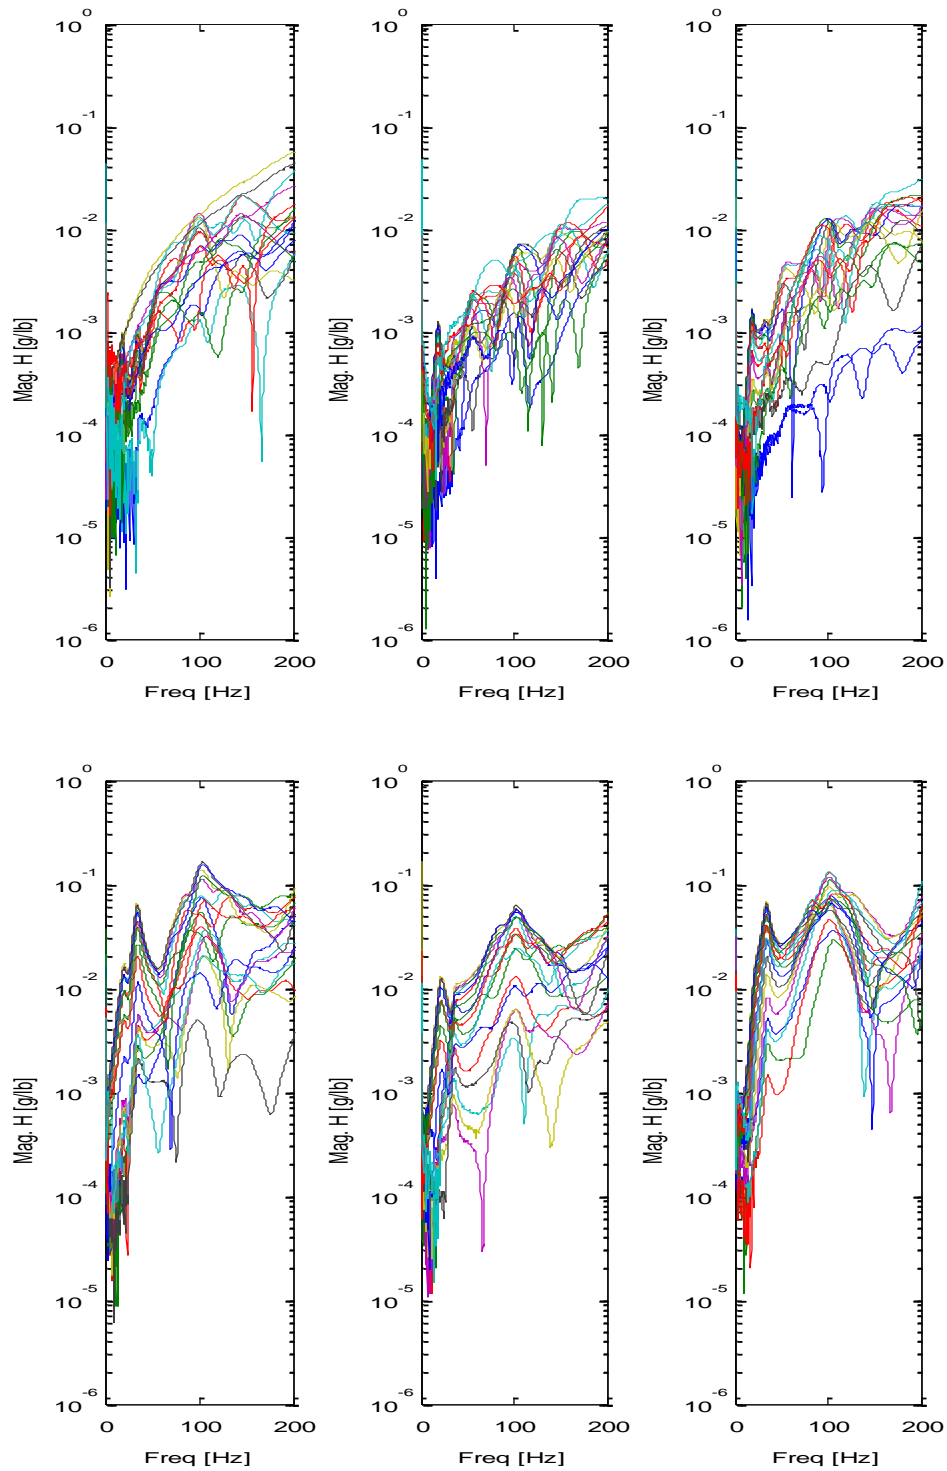 10^0 10^0 10^0
10^-1 10^-1 10^-1
10^-2 10^-2 10^-2
10^-3 10^-3 10^-3
10^-4 10^-4 10^-4
10^-5 10^-5 10^-5
10^-6 10^-6 10^-6
Mag. H [g/lb] Mag. H [g/lb] Mag. H [g/lb]
0 100 200 0 100 200 0 100 200
Freq [Hz] Freq [Hz] Freq [Hz]
10^0 10^0 10^0
10^-1 10^-1 10^-1
10^-2 10^-2 10^-2
10^-3 10^-3 10^-3
10^-4 10^-4 10^-4
10^-5 10^-5 10^-5
10^-6 10^-6 10^-6
Mag. H [g/lb] Mag. H [g/lb] Mag. H [g/lb]
0 100 200 0 100 200 0 100 200
Freq [Hz] Freq [Hz] Freq [Hz]